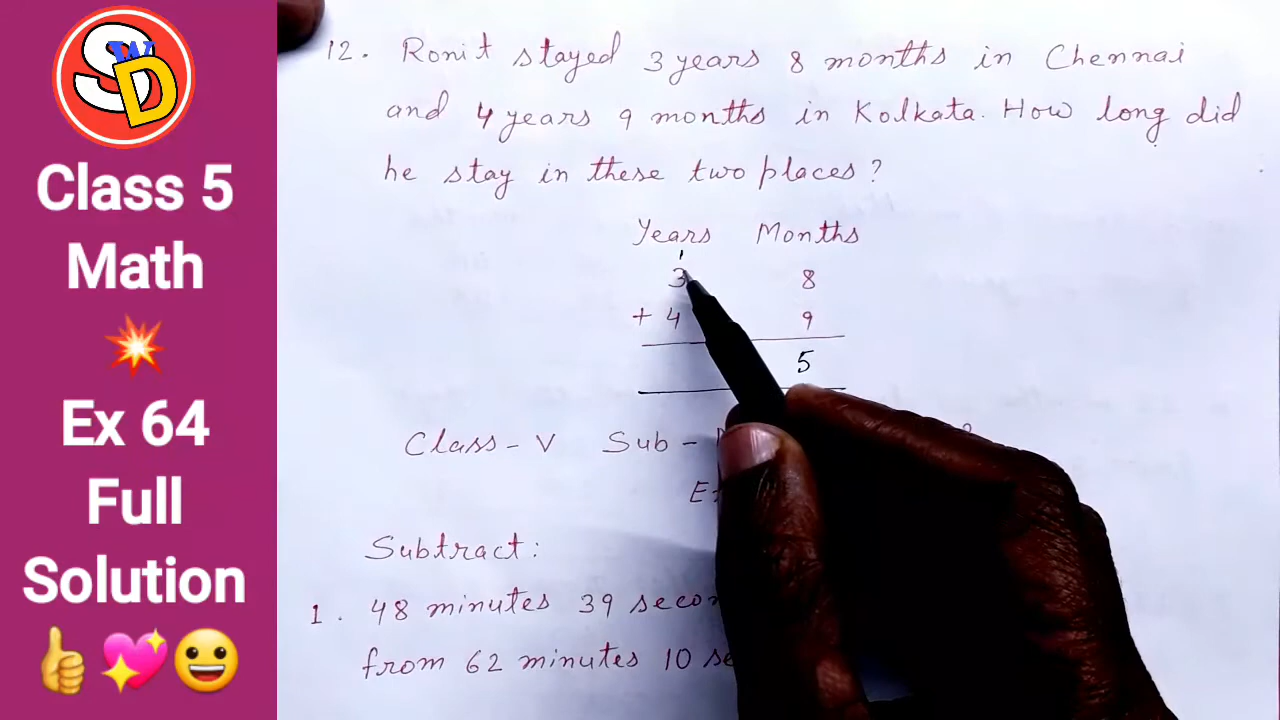 SWD
Class 5
Math
💥
Ex 64
Full
Solution
👍💖😀
12. Ronit stayed 3 years 8 months in Chennai
and 4 years 9 months in Kolkata. How long did
he stay in these two places?
Years Months
1
3 8
+ 4 9
5
Class - V Sub -
Subtract:
1. 48 minutes 39
from 62 minutes 10